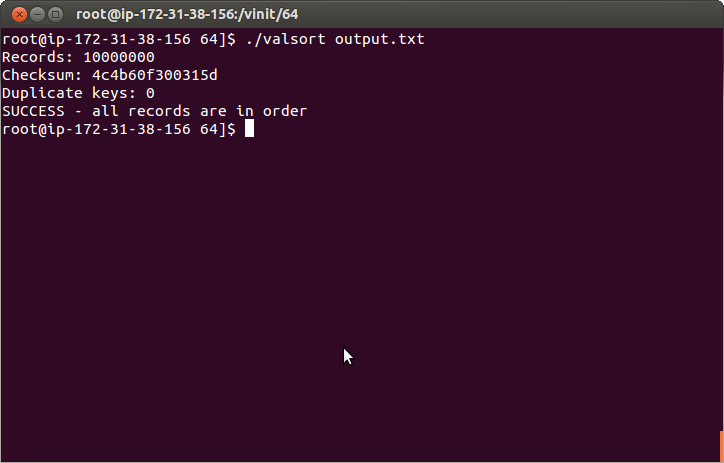 root@ip-172-31-38-156:/vinit/64
root@ip-172-31-38-156 64]$ ./valsort output.txt
Records: 10000000
Checksum: 4c4b60f300315d
Duplicate keys: 0
SUCCESS - all records are in order
root@ip-172-31-38-156 64]$